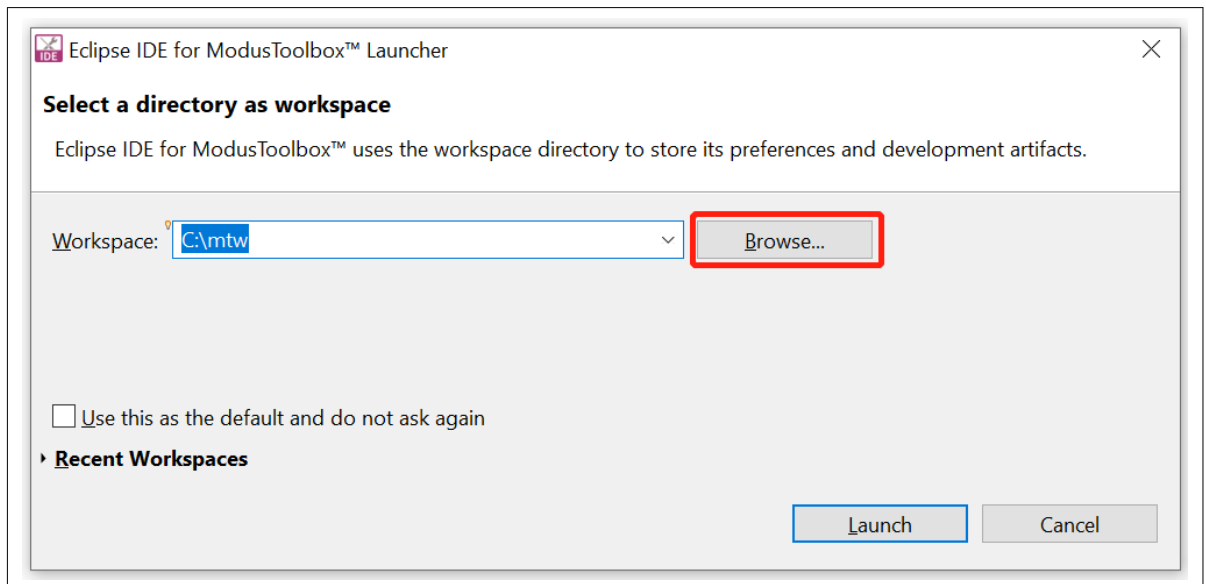 IDE
Eclipse IDE for ModusToolbox™ Launcher
Select a directory as workspace
Eclipse IDE for ModusToolbox™ uses the workspace directory to store its preferences and development artifacts.
Workspace: C:\mtw Browse...
Use this as the default and do not ask again
Recent Workspaces
Launch Cancel